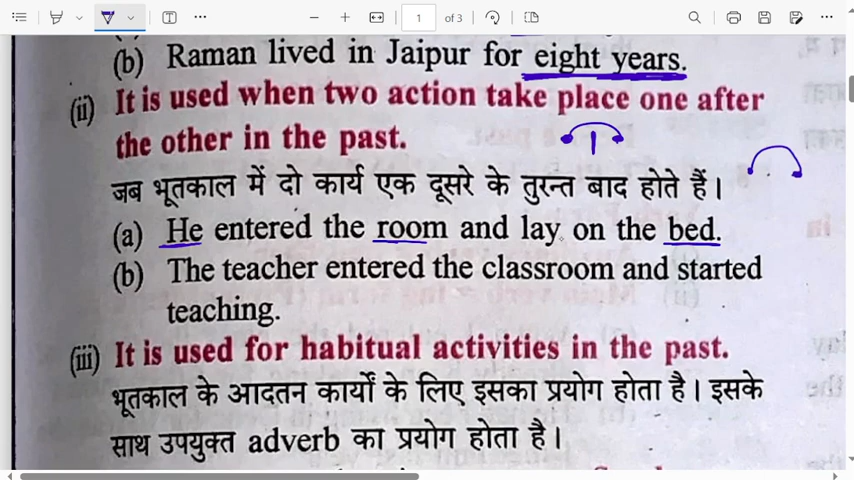 1 of 3
(b) Raman lived in Jaipur for eight years.
(ii) It is used when two action take place one after
the other in the past.
जब भूतकाल में दो कार्य एक दूसरे के तुरन्त बाद होते हैं।
(a) He entered the room and lay on the bed.
(b) The teacher entered the classroom and started
teaching.
(iii) It is used for habitual activities in the past.
भूतकाल के आदतन कार्यों के लिए इसका प्रयोग होता है। इसके
साथ उपयुक्त adverb का प्रयोग होता है।